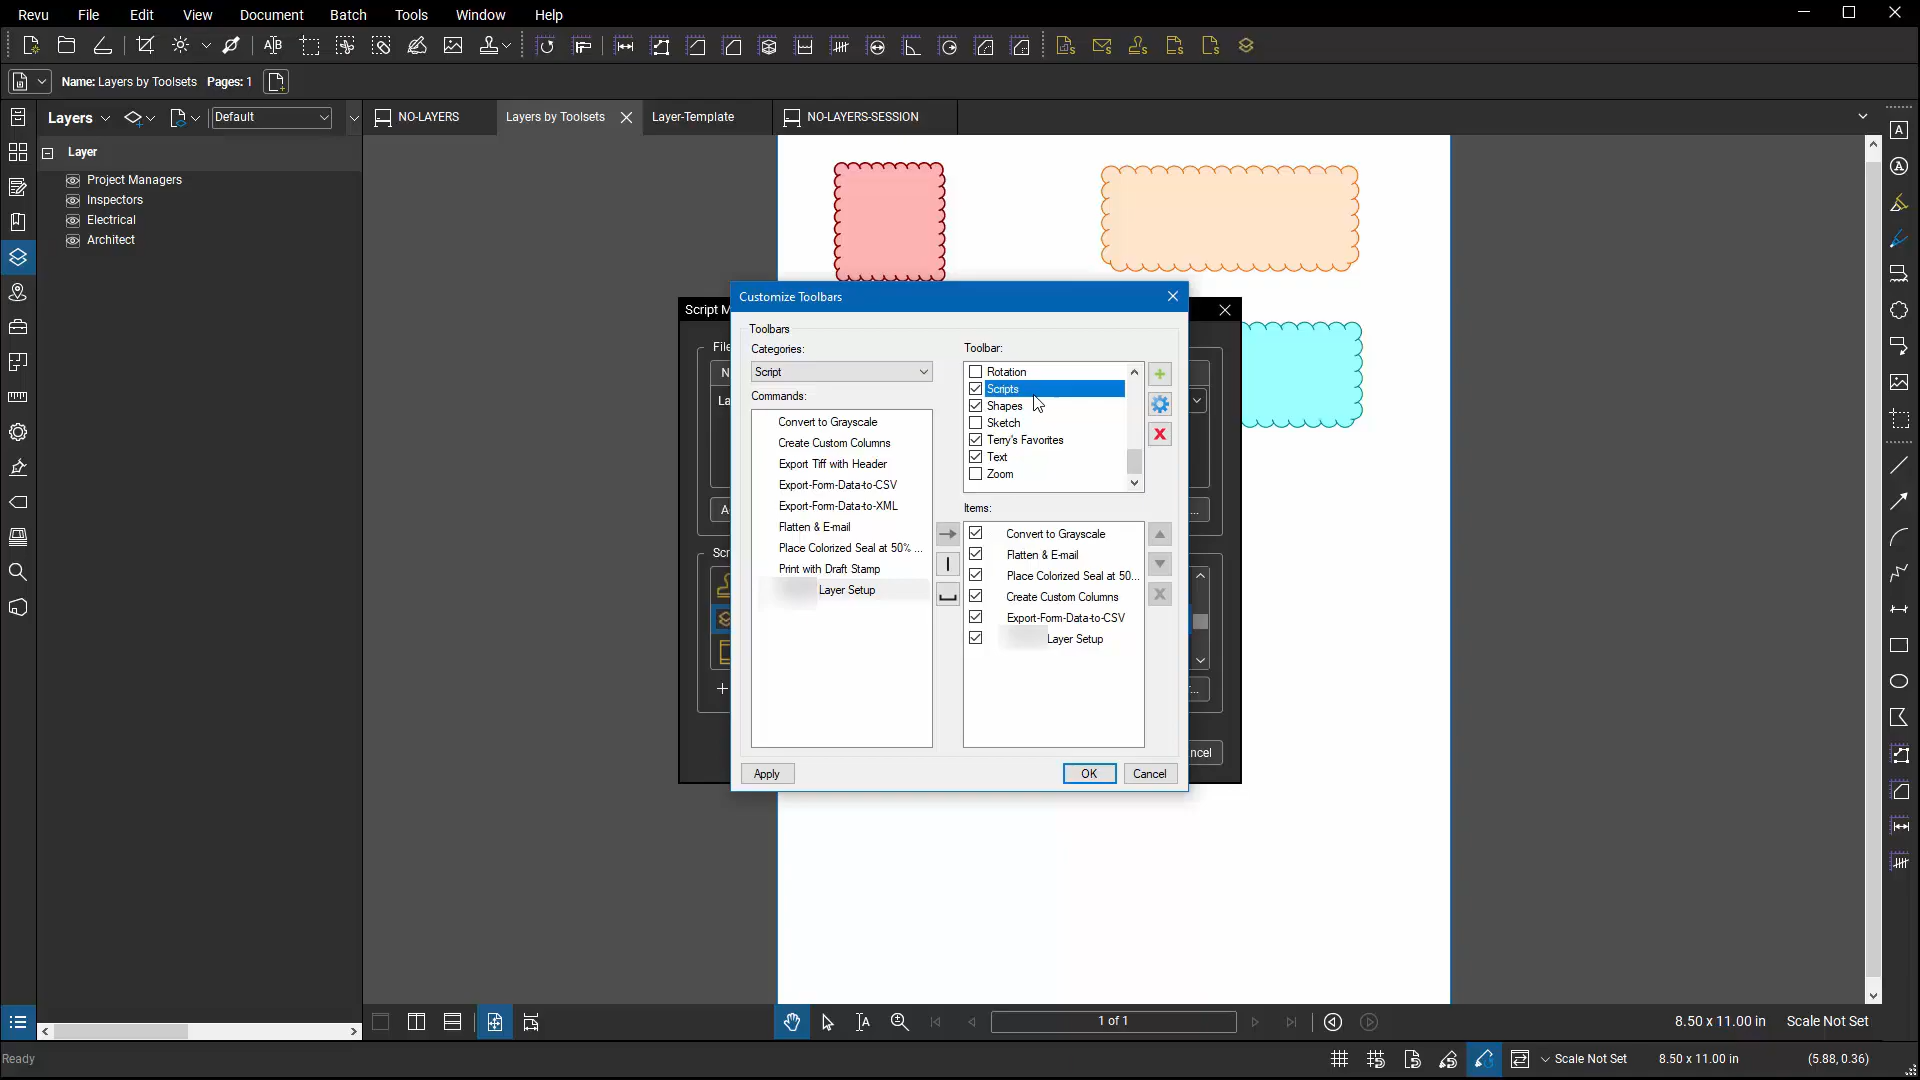 Revu File Edit View Document Batch Tools Window Help
Name: Layers by Toolsets Pages: 1
Layers Default
NO-LAYERS Layers by Toolsets Layer-Template NO-LAYERS-SESSION
Layer
Project Managers
Inspectors
Electrical
Architect
Script M
Customize Toolbars
Toolbars
Categories:
Script
Commands:
Convert to Grayscale
Create Custom Columns
Export Tiff with Header
Export-Form-Data-to-CSV
Export-Form-Data-to-XML
Flatten & E-mail
Place Colorized Seal at 50% ...
Print with Draft Stamp
Layer Setup
Toolbar:
Rotation
Scripts
Shapes
Sketch
Terry's Favorites
Text
Zoom
Items:
Convert to Grayscale
Flatten & E-mail
Place Colorized Seal at 50...
Create Custom Columns
Export-Form-Data-to-CSV
Layer Setup
Apply OK Cancel
File
N
La
A
...
Scr
...
ncel
1 of 1
8.50 x 11.00 in Scale Not Set
Ready
Scale Not Set 8.50 x 11.00 in (5.88, 0.36)